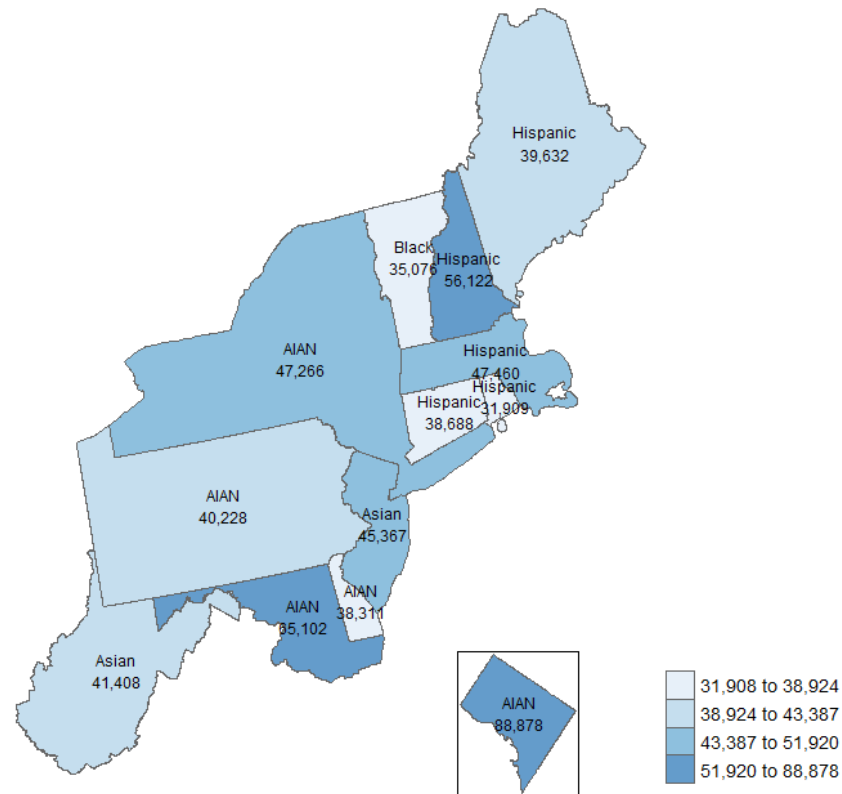 Hispanic
39,632
Black
35,076
Hispanic
56,122
AIAN
47,266
Hispanic
47,460
Hispanic
31,909
Hispanic
38,688
AIAN
40,228
Asian
45,367
AIAN
38,311
AIAN
65,102
Asian
41,408
AIAN
88,878
31,908 to 38,924
38,924 to 43,387
43,387 to 51,920
51,920 to 88,878